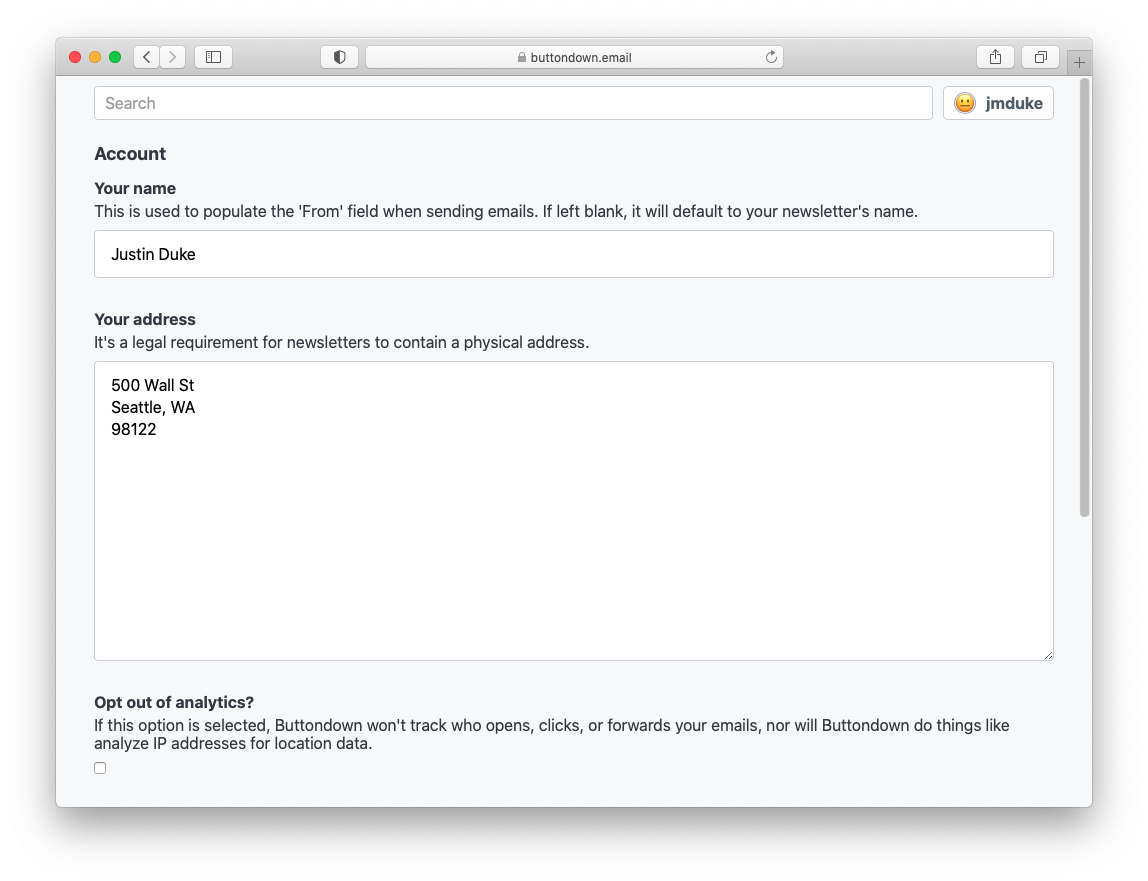 buttondown.email
Search
jmduke
Account
Your name
This is used to populate the 'From' field when sending emails. If left blank, it will default to your newsletter's name.
Justin Duke
Your address
It's a legal requirement for newsletters to contain a physical address.
500 Wall St
Seattle, WA
98122
Opt out of analytics?
If this option is selected, Buttondown won't track who opens, clicks, or forwards your emails, nor will Buttondown do things like
analyze IP addresses for location data.